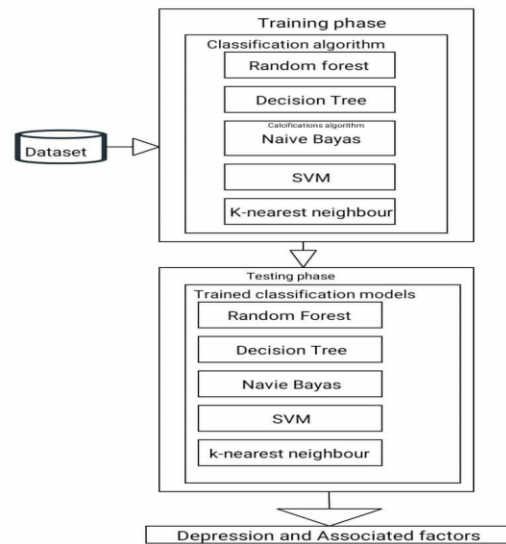 Training phase
Classification algorithm
Random forest
Decision Tree
Calcifications algorithm
Naive Bayas
SVM
K-nearest neighbour
Dataset
Testing phase
Trained classification models
Random Forest
Decision Tree
Navie Bayas
SVM
k-nearest neighbour
Depression and Associated factors